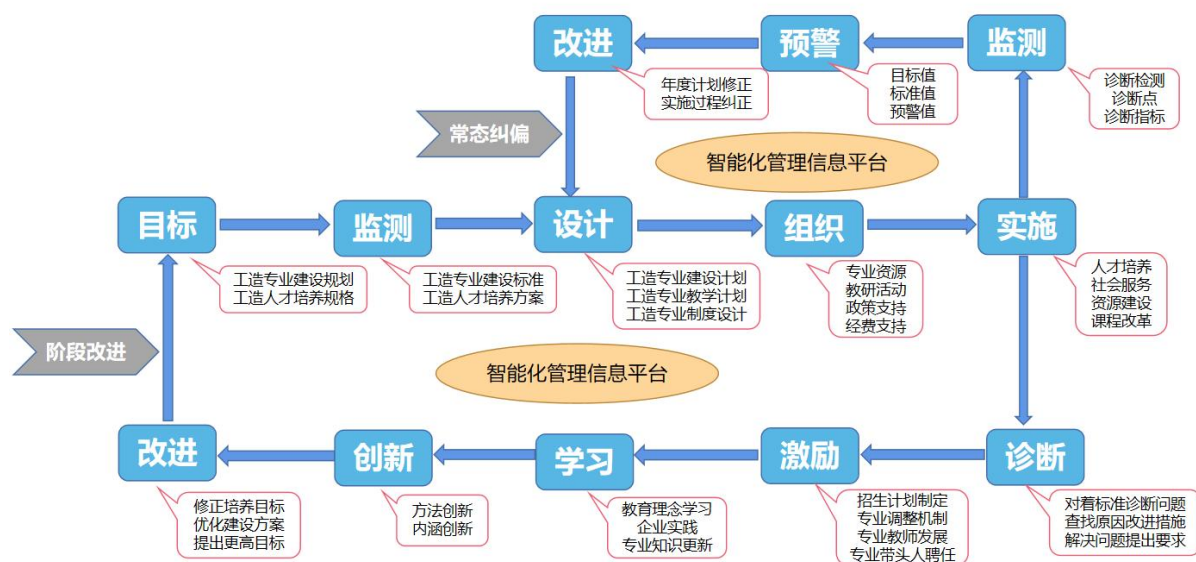 改进
预警
监测
年度计划修正
实施过程纠正
目标值
标准值
预警值
诊断检测
诊断点
诊断指标
常态纠偏
智能化管理信息平台
目标
监测
设计
组织
实施
工造专业建设规划
工造人才培养规格
工造专业建设标准
工造人才培养方案
工造专业建设计划
工造专业教学计划
工造专业制度设计
专业资源
教研活动
政策支持
经费支持
人才培养
社会服务
资源建设
课程改革
阶段改进
智能化管理信息平台
改进
创新
学习
激励
诊断
修正培养目标
优化建设方案
提出更高目标
方法创新
内涵创新
教育理念学习
企业实践
专业知识更新
招生计划制定
专业调整机制
专业教师发展
专业带头人聘任
对着标准诊断问题
查找原因改进措施
解决问题提出要求